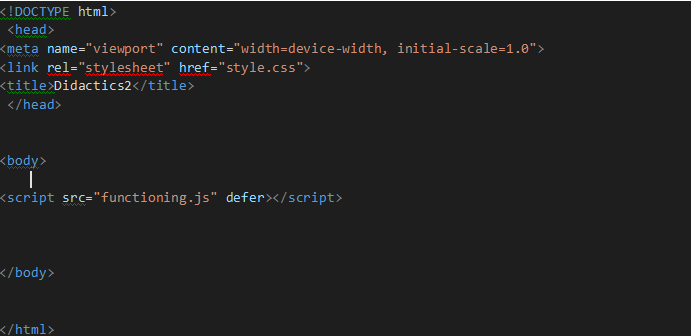 <!DOCTYPE html>
<head>
<meta name="viewport" content="width=device-width, initial-scale=1.0">
<link rel="stylesheet" href="style.css">
<title>Didactics2</title>
</head>
<body>
<script src="functioning.js" defer></script>
</body>
</html>